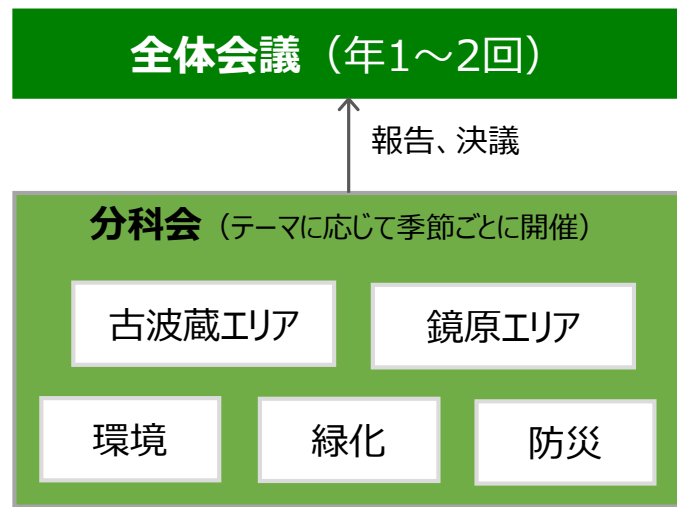 全体会議（年1～2回）
報告、決議
分科会（テーマに応じて季節ごとに開催）
古波蔵エリア
鏡原エリア
環境
緑化
防災